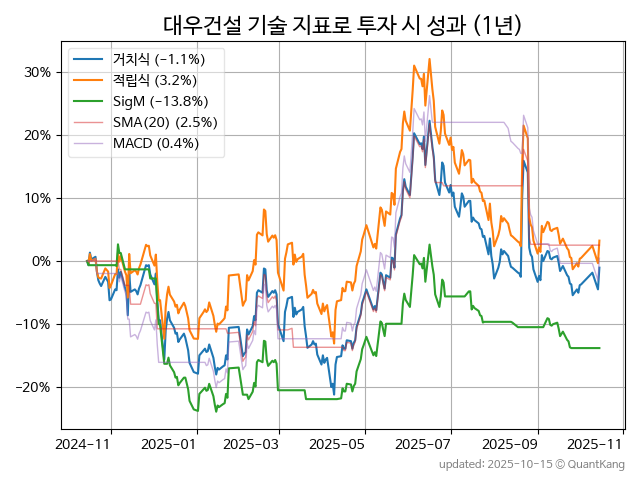 대우건설 기술 지표로 투자 시 성과 (1년)
거치식 (−1.1%)
적립식 (3.2%)
SigM (−13.8%)
SMA(20) (2.5%)
MACD (0.4%)
30%
20%
10%
0%
−10%
−20%
2024-11
2025-01
2025-03
2025-05
2025-07
2025-09
2025-11
updated: 2025-10-15 © QuantKang